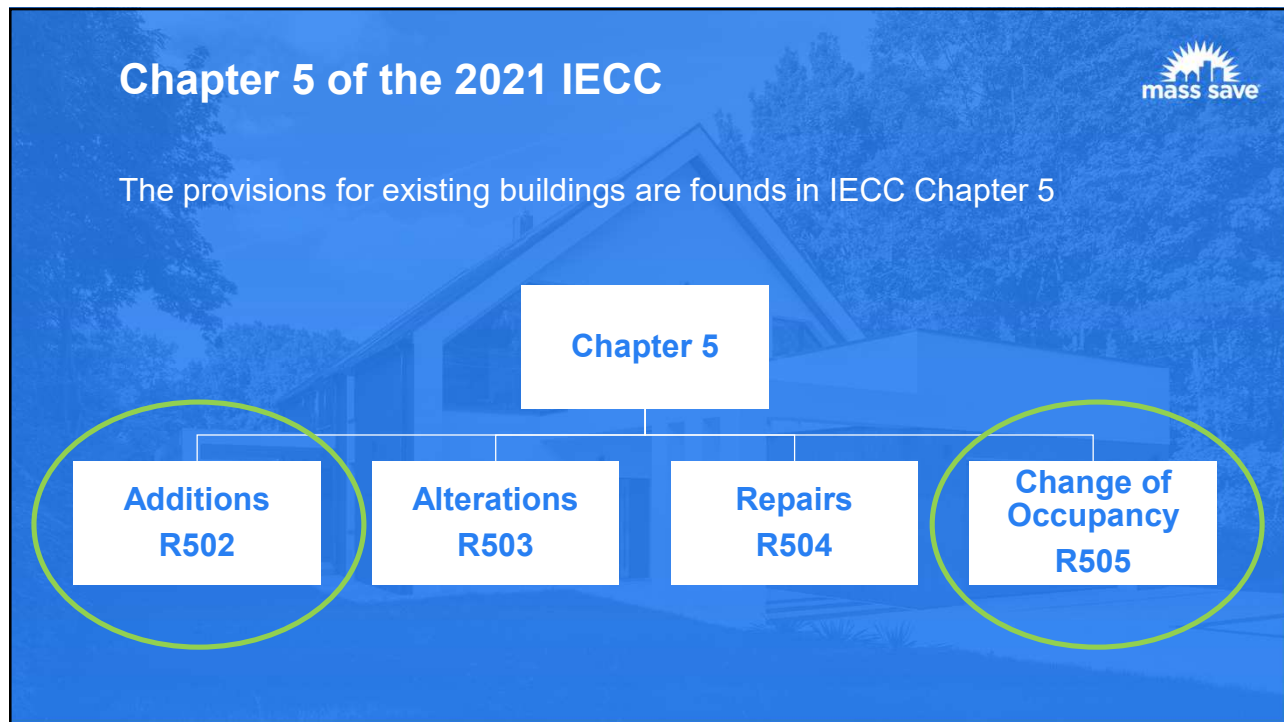 Chapter 5 of the 2021 IECC
mass save
The provisions for existing buildings are founds in IECC Chapter 5
Chapter 5
Additions
R502
Alterations
R503
Repairs
R504
Change of
Occupancy
R505